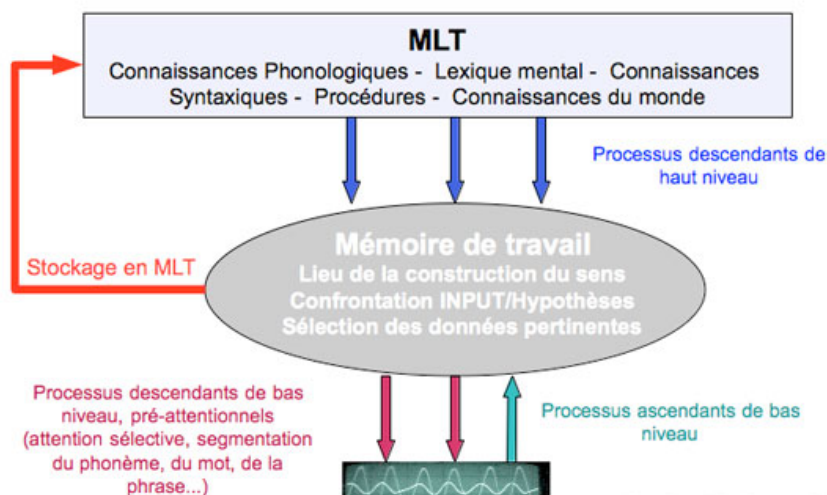 MLT
Connaissances Phonologiques - Lexique mental - Connaissances
Syntaxiques - Procédures - Connaissances du monde
Processus descendants de
haut niveau
Mémoire de travail
Lieu de la construction du sens
Confrontation INPUT/Hypothèses
Sélection des données pertinentes
Stockage en MLT
Processus descendants de bas
niveau, pré-attentionnels
(attention sélective, segmentation
du phonème, du mot, de la
phrase...)
Processus ascendants de bas
niveau